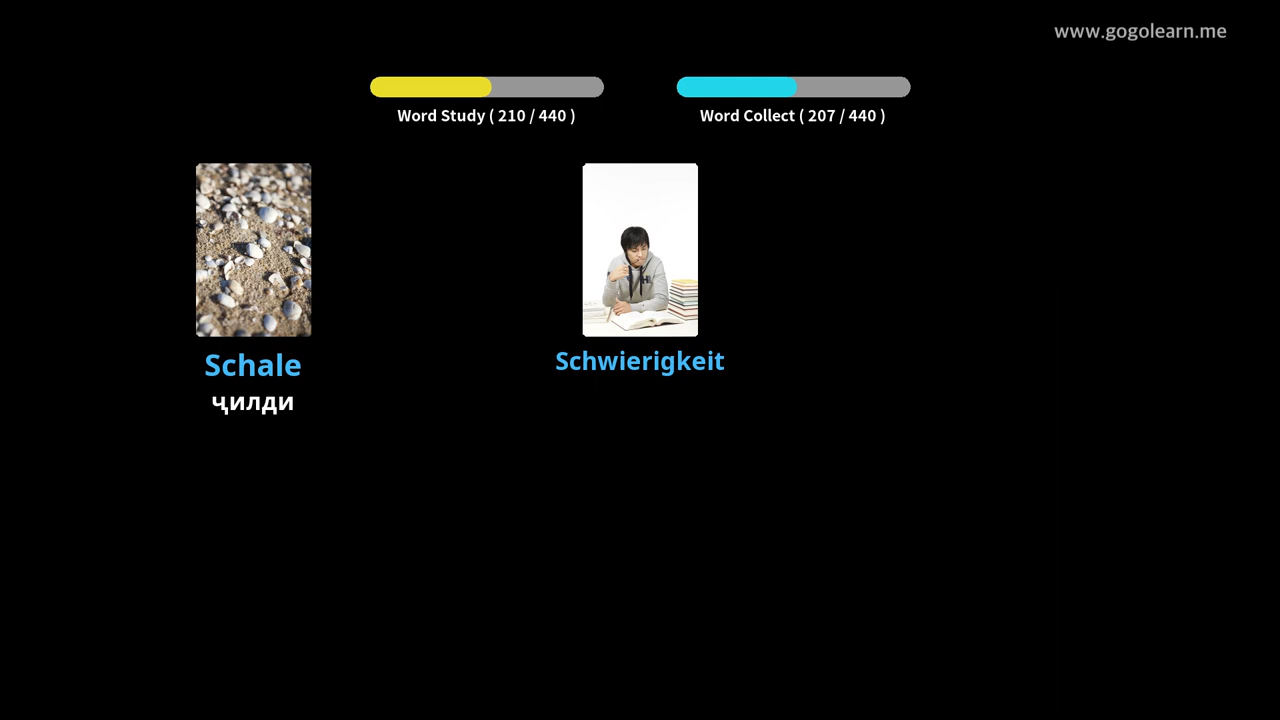 www.gogolearn.me
Word Study ( 210 / 440 )
Word Collect ( 207 / 440 )
Schale
ҷилди
Schwierigkeit